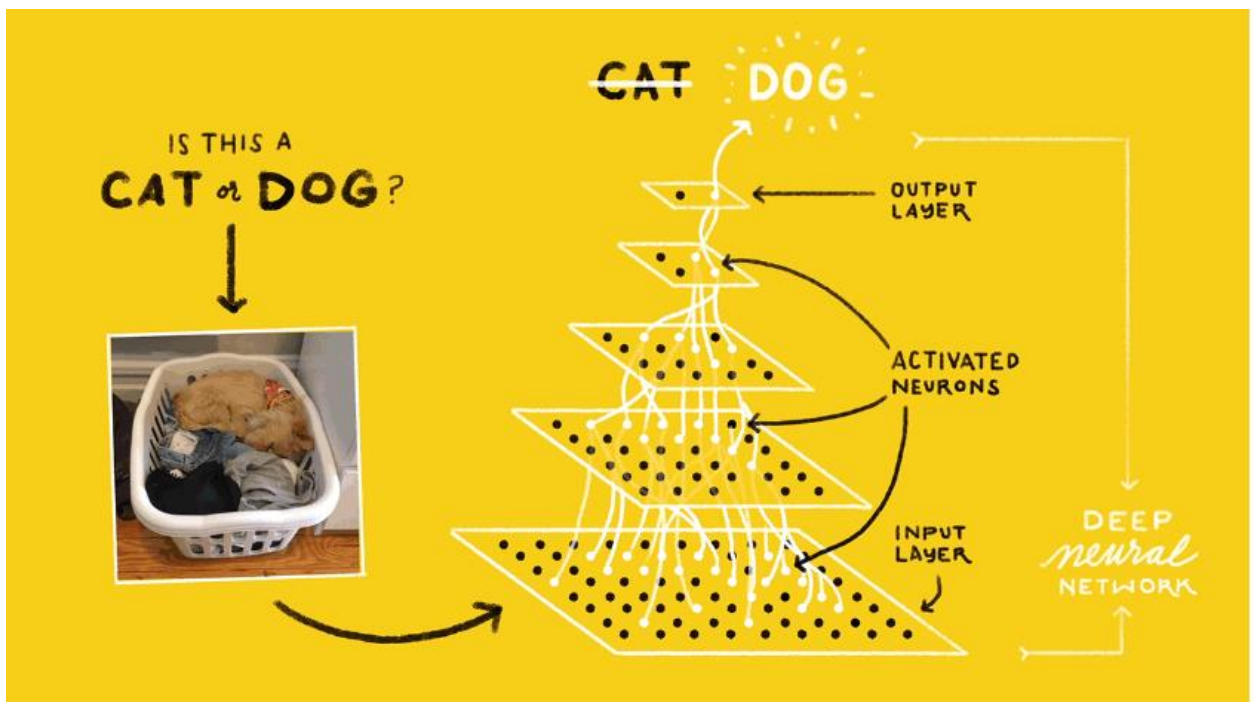 IS THIS A
CAT or DOG?
CAT DOG
OUTPUT
LAYER
ACTIVATED
NEURONS
INPUT
LAYER
DEEP
neural
NETWORK